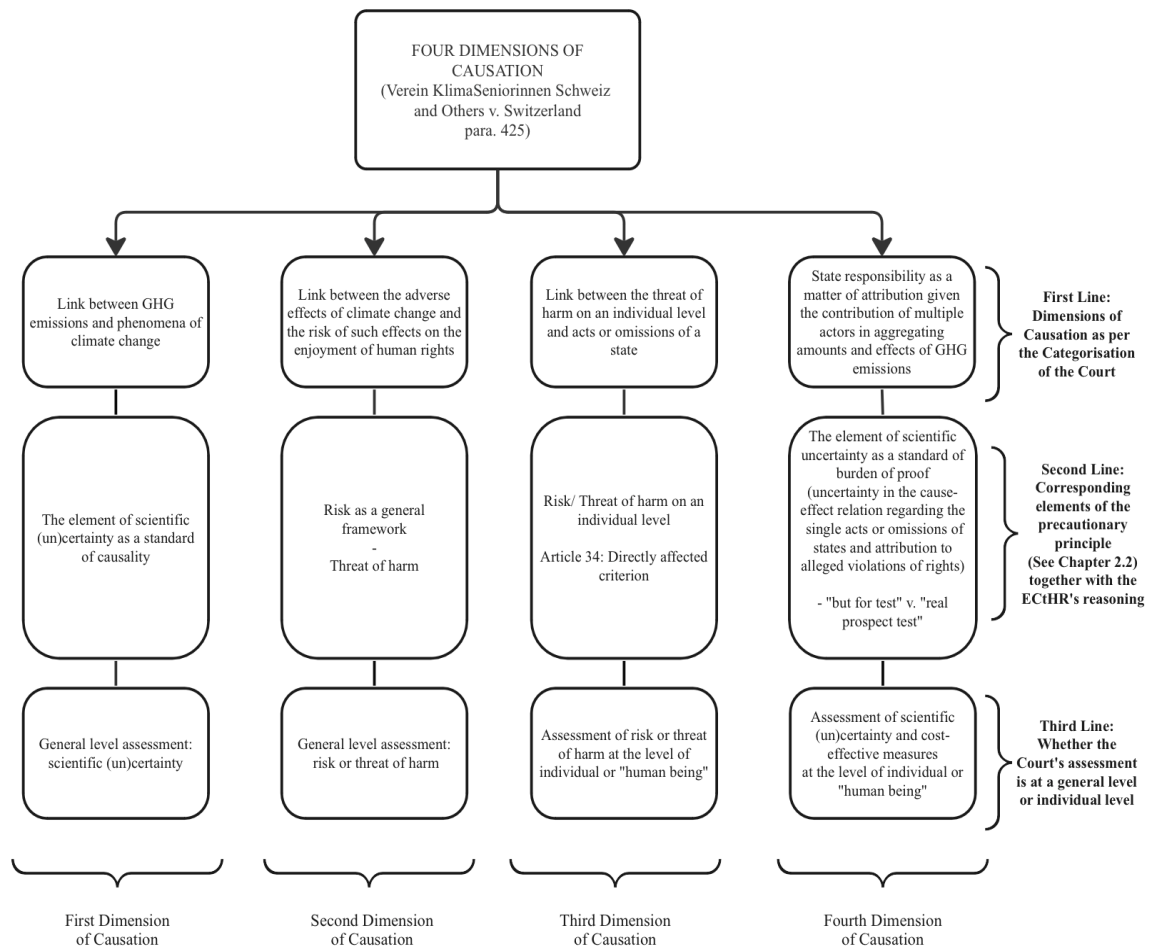 FOUR DIMENSIONS OF
CAUSATION
(Verein KlimaSeniorinnen Schweiz
and Others v. Switzerland
para. 425)
Link between GHG
emissions and phenomena of
climate change
Link between the adverse
effects of climate change and
the risk of such effects on the
enjoyment of human rights
Link between the threat of
harm on an individual level
and acts or omissions of a
state
State responsibility as a
matter of attribution given
the contribution of multiple
actors in aggregating
amounts and effects of GHG
emissions
First Line:
Dimensions of
Causation as per
the Categorisation
of the Court
The element of scientific
(un)certainty as a standard
of causality
Risk as a general
framework
-
Threat of harm
Risk/ Threat of harm on an
individual level
Article 34: Directly affected
criterion
The element of scientific
uncertainty as a standard of
burden of proof
(uncertainty in the cause-
effect relation regarding the
single acts or omissions of
states and attribution to
alleged violations of rights)
- "but for test" v. "real
prospect test"
Second Line:
Corresponding
elements of the
precautionary
principle
(See Chapter 2.2)
together with the
ECtHR's reasoning
General level assessment:
scientific (un)certainty
General level assessment:
risk or threat of harm
Assessment of risk or threat
of harm at the level of
individual or "human being"
Assessment of scientific
(un)certainty and cost-
effective measures
at the level of individual or
"human being"
Third Line:
Whether the
Court's assessment
is at a general level
or individual level
First Dimension
of Causation
Second Dimension
of Causation
Third Dimension
of Causation
Fourth Dimension
of Causation